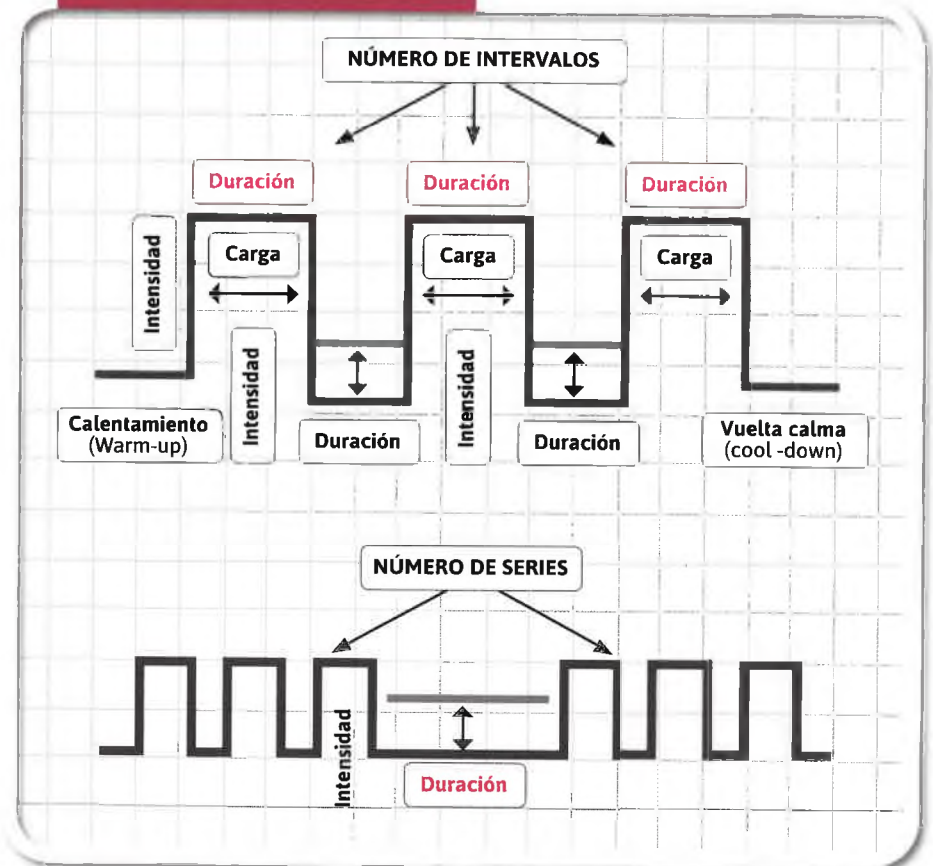 NÚMERO DE INTERVALOS
Duración
Duración
Duración
Intensidad
Carga
Carga
Carga
Intensidad
Intensidad
Calentamiento
(Warm-up)
Duración
Duración
Vuelta calma
(cool -down)
NÚMERO DE SERIES
Intensidad
Duración